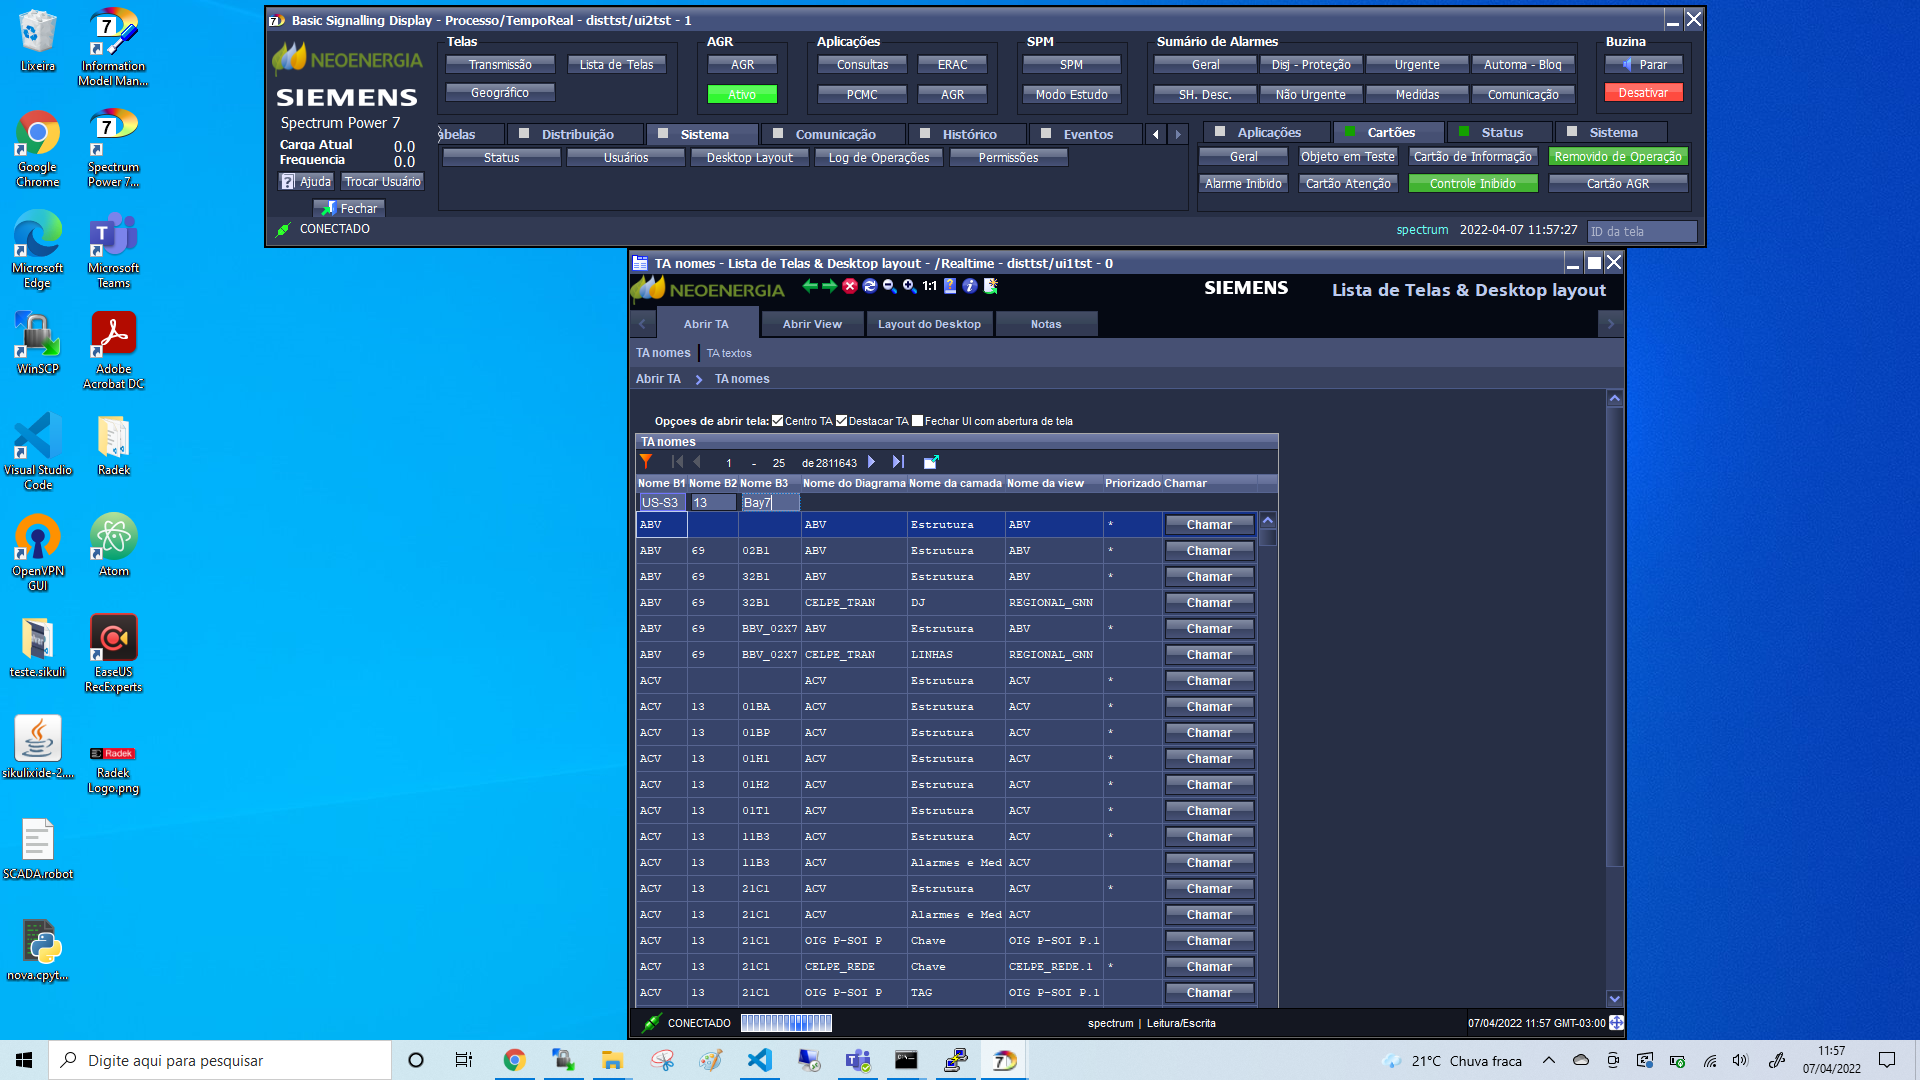 Lixeira
Information
Model Man...
Google
Chrome
Spectrum
Power 7...
Microsoft
Edge
Microsoft
Teams
WinSCP
Adobe
Acrobat DC
Visual Studio
Code
Radek
OpenVPN
GUI
Atom
teste.sikuli
EaseUS
RecExperts
sikulixide-2....
Radek
Radek
Logo.png
SCADA.robot
nova.cpyt...
Basic Signalling Display - Processo/TempoReal - disttst/ui2tst - 1
NEOENERGIA
SIEMENS
Spectrum Power 7
Carga Atual 0.0
Frequencia 0.0
Ajuda Trocar Usuário
Fechar
CONECTADO
Telas
Transmissão Lista de Telas
Geográfico
AGR
AGR
Ativo
Aplicações
Consultas ERAC
PCMC AGR
SPM
SPM
Modo Estudo
Sumário de Alarmes
Geral Disj - Proteção Urgente Automa - Bloq
SH. Desc. Não Urgente Medidas Comunicação
Buzina
Parar
Desativar
abelas Distribuição Sistema Comunicação Histórico Eventos
Status Usuários Desktop Layout Log de Operações Permissões
Aplicações Cartões Status Sistema
Geral Objeto em Teste Cartão de Informação Removido de Operação
Alarme Inibido Cartão Atenção Controle Inibido Cartão AGR
spectrum 2022-04-07 11:57:27 ID da tela
TA nomes - Lista de Telas & Desktop layout - /Realtime - disttst/ui1tst - 0
NEOENERGIA 1:1 SIEMENS Lista de Telas & Desktop layout
Abrir TA Abrir View Layout do Desktop Notas
TA nomes TA textos
Abrir TA TA nomes
Opçoes de abrir tela: Centro TA Destacar TA Fechar UI com abertura de tela
TA nomes
1 - 25 de 2811643
Nome B1 Nome B2 Nome B3 Nome do Diagrama Nome da camada Nome da view Priorizado Chamar
US-S3 13 Bay7
ABV ABV Estrutura ABV * Chamar
ABV 69 02B1 ABV Estrutura ABV * Chamar
ABV 69 32B1 ABV Estrutura ABV * Chamar
ABV 69 32B1 CELPE_TRAN DJ REGIONAL_GNN Chamar
ABV 69 BBV_02X7 ABV Estrutura ABV * Chamar
ABV 69 BBV_02X7 CELPE_TRAN LINHAS REGIONAL_GNN Chamar
ACV ACV Estrutura ACV * Chamar
ACV 13 01BA ACV Estrutura ACV * Chamar
ACV 13 01BP ACV Estrutura ACV * Chamar
ACV 13 01H1 ACV Estrutura ACV * Chamar
ACV 13 01H2 ACV Estrutura ACV * Chamar
ACV 13 01T1 ACV Estrutura ACV * Chamar
ACV 13 11B3 ACV Estrutura ACV * Chamar
ACV 13 11B3 ACV Alarmes e Med ACV Chamar
ACV 13 21C1 ACV Estrutura ACV * Chamar
ACV 13 21C1 ACV Alarmes e Med ACV Chamar
ACV 13 21C1 OIG P-SOI P Chave OIG P-SOI P.1 Chamar
ACV 13 21C1 CELPE_REDE Chave CELPE_REDE.1 * Chamar
ACV 13 21C1 OIG P-SOI P TAG OIG P-SOI P.1 Chamar
CONECTADO spectrum | Leitura/Escrita 07/04/2022 11:57 GMT-03:00
Digite aqui para pesquisar
21°C Chuva fraca
11:57
07/04/2022